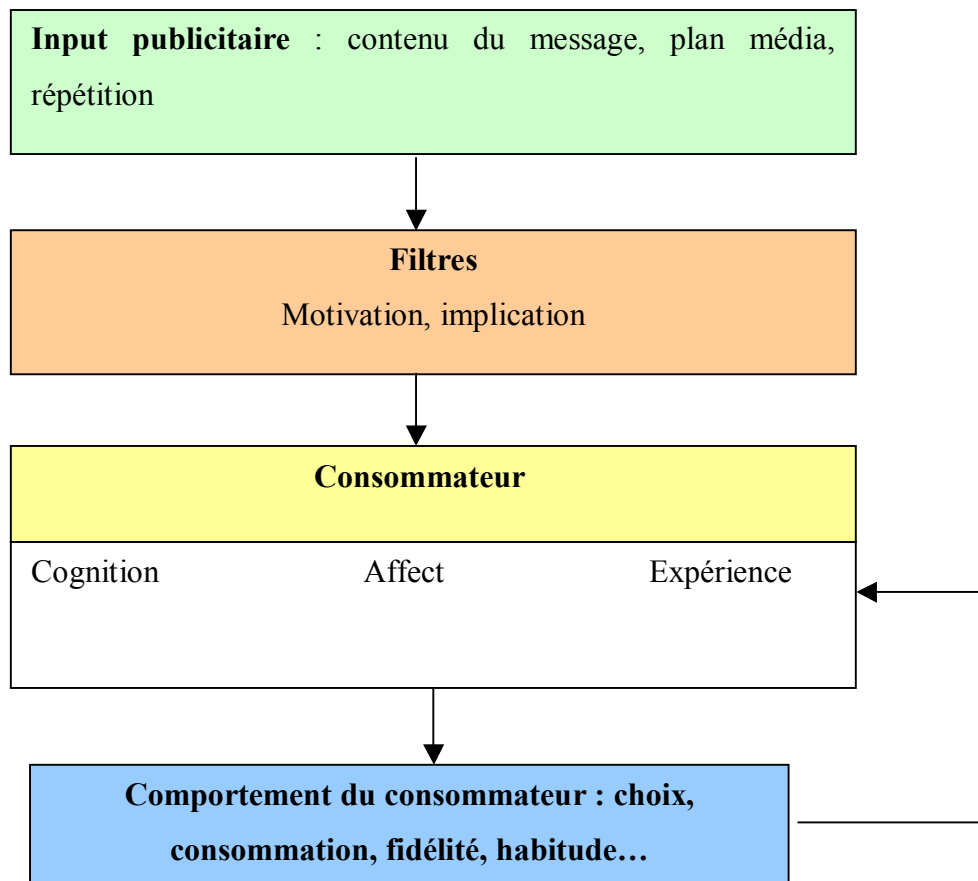 Input publicitaire : contenu du message, plan média,
répétition
Filtres
Motivation, implication
Consommateur
Cognition Affect Expérience
Comportement du consommateur : choix,
consommation, fidélité, habitude…